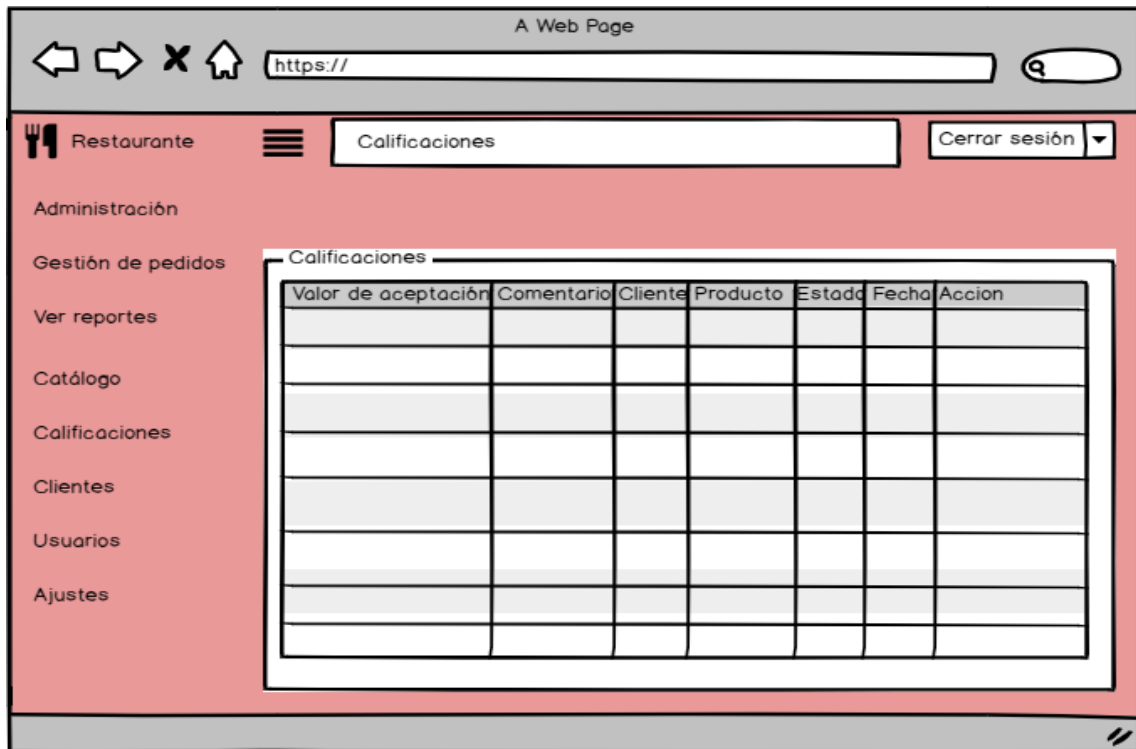 A Web Page
https://
Restaurante
Calificaciones
Cerrar sesión
Administración
Gestión de pedidos
Ver reportes
Catálogo
Calificaciones
Clientes
Usuarios
Ajustes
Calificaciones
Valor de aceptación Comentario Cliente Producto Estado Fecha Accion